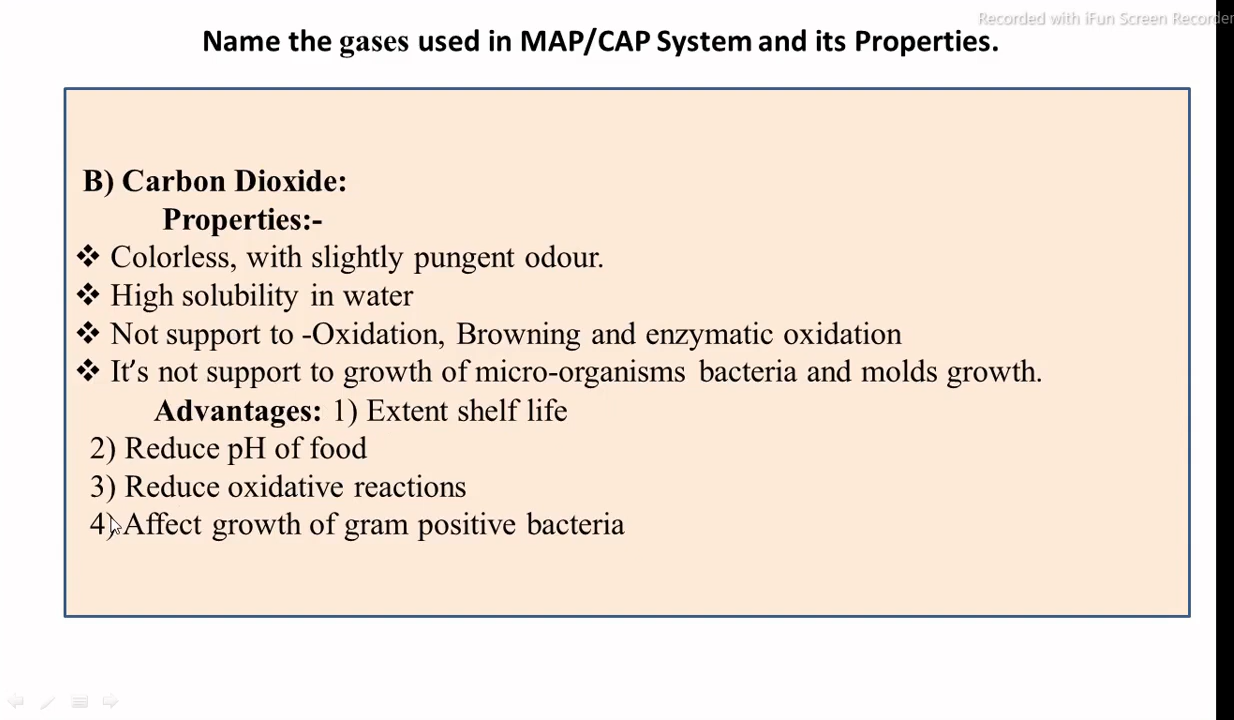 Recorded with iFun Screen Recorder
Name the gases used in MAP/CAP System and its Properties.
B) Carbon Dioxide:
Properties:-
❖ Colorless, with slightly pungent odour.
❖ High solubility in water
❖ Not support to -Oxidation, Browning and enzymatic oxidation
❖ It's not support to growth of micro-organisms bacteria and molds growth.
Advantages: 1) Extent shelf life
2) Reduce pH of food
3) Reduce oxidative reactions
4) Affect growth of gram positive bacteria